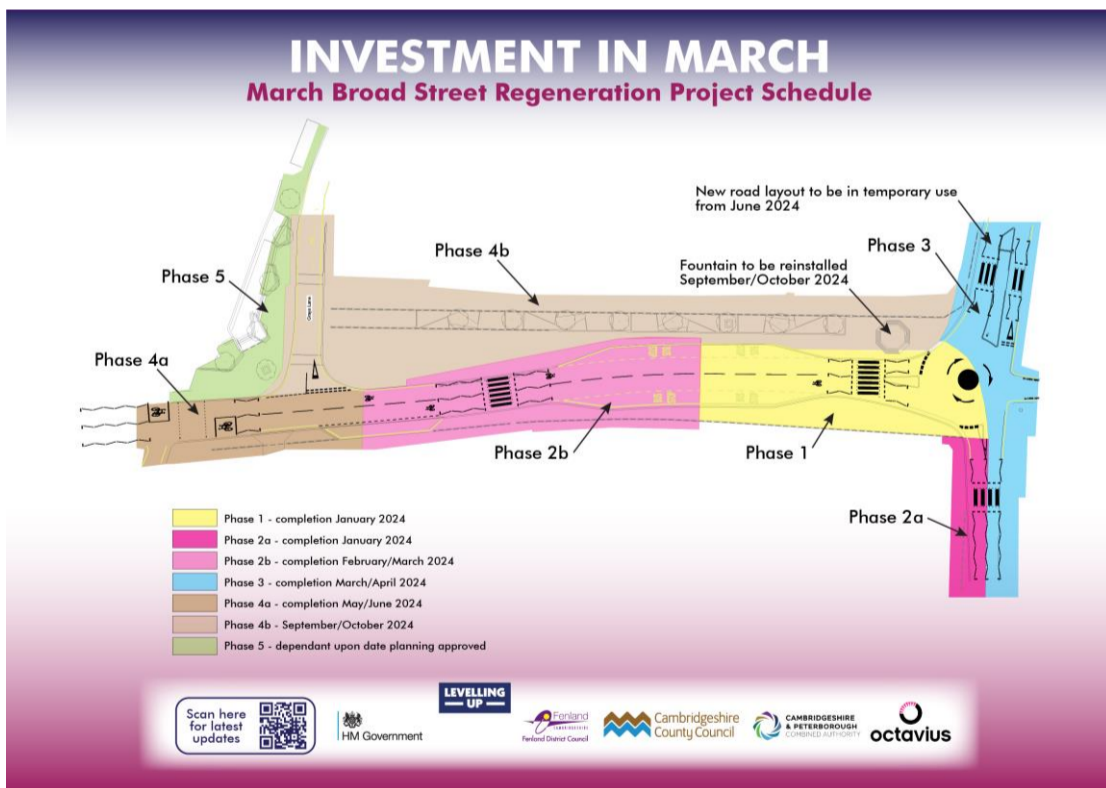 INVESTMENT IN MARCH
March Broad Street Regeneration Project Schedule
New road layout to be in temporary use
from June 2024
Phase 3
Phase 4b
Fountain to be reinstalled
September/October 2024
Phase 5
Grays Lane
Phase 4a
Phase 2b
Phase 1
Phase 2a
Phase 1 - completion January 2024
Phase 2a - completion January 2024
Phase 2b - completion February/March 2024
Phase 3 - completion March/April 2024
Phase 4a - completion May/June 2024
Phase 4b - September/October 2024
Phase 5 - dependant upon date planning approved
Scan here
for latest
updates
HM Government
LEVELLING
UP
Fenland
CAMBRIDGESHIRE
Fenland District Council
Cambridgeshire
County Council
CAMBRIDGESHIRE
& PETERBOROUGH
COMBINED AUTHORITY
octavius